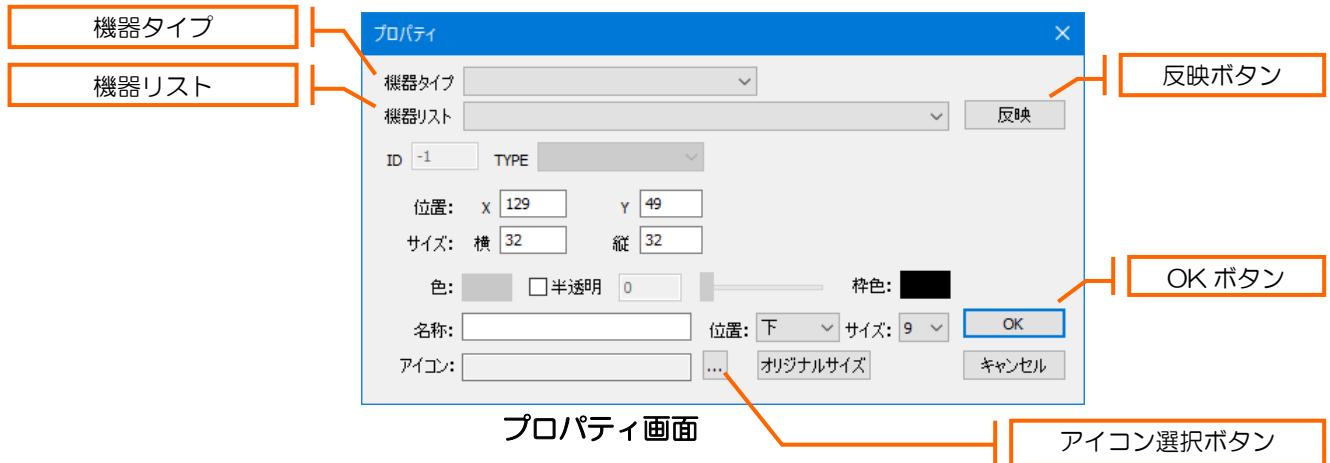 機器タイプ
プロパティ
機器リスト
反映ボタン
機器タイプ
機器リスト 反映
ID -1 TYPE
位置: X 129 Y 49
サイズ: 横 32 縦 32
OK ボタン
色: 半透明 0 枠色:
名称: 位置: 下 サイズ: 9 OK
アイコン: ... オリジナルサイズ キャンセル
プロパティ画面
アイコン選択ボタン